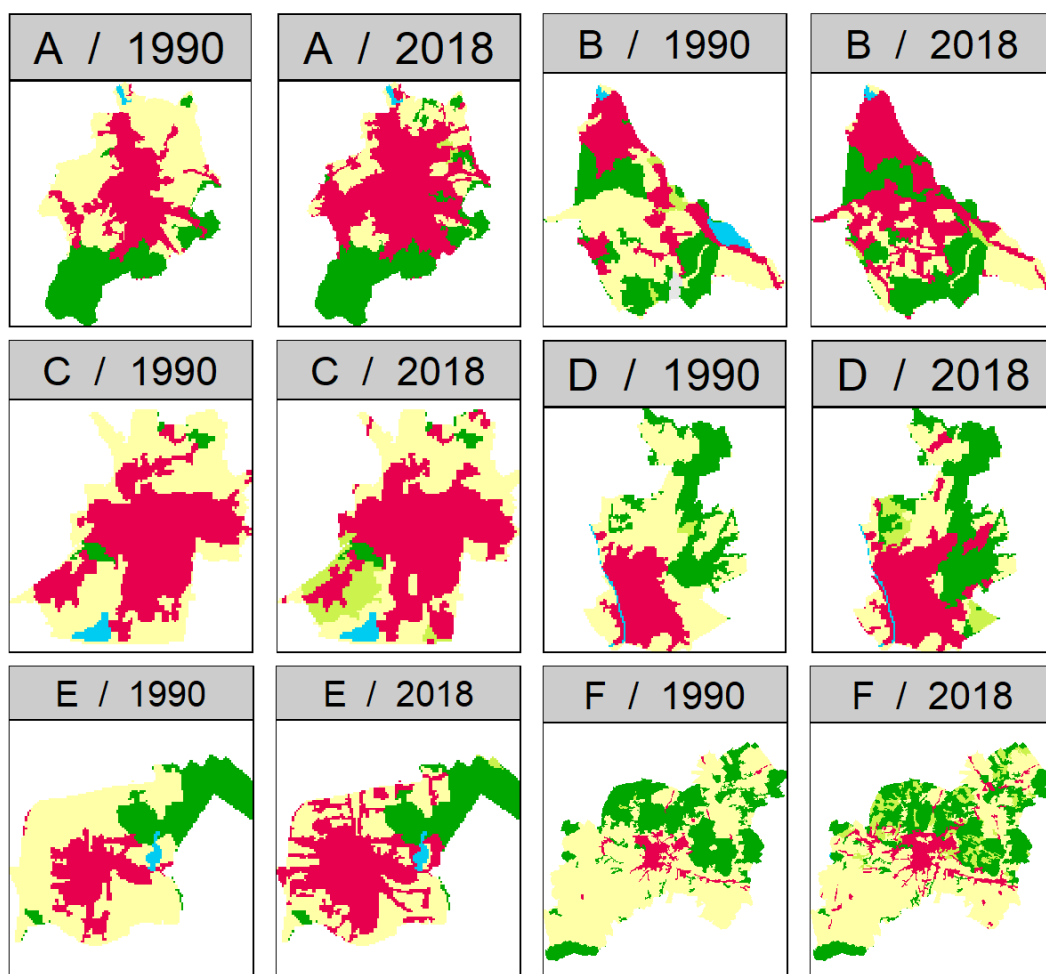 A / 1990
A / 2018
B / 1990
B / 2018
C / 1990
C / 2018
D / 1990
D / 2018
E / 1990
E / 2018
F / 1990
F / 2018